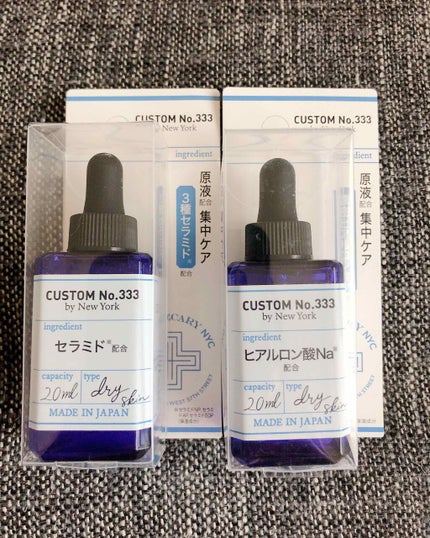 CUSTOM No.333
by New York
ingredient
原液配合 集中ケア
3種セラミド
配合
CUSTOM No.333
by New York
ingredient
セラミド※配合
capacity
type
20ml
dry skin
MADE IN JAPAN
CUSTOM No.333
by New York
ingredient
原液配合 集中ケア
NYC
WEST 57TH STREET
CUSTOM No.333
by New York
ingredient
ヒアルロン酸Na※
配合
capacity
type
20ml
dry skin
MADE IN JAPAN